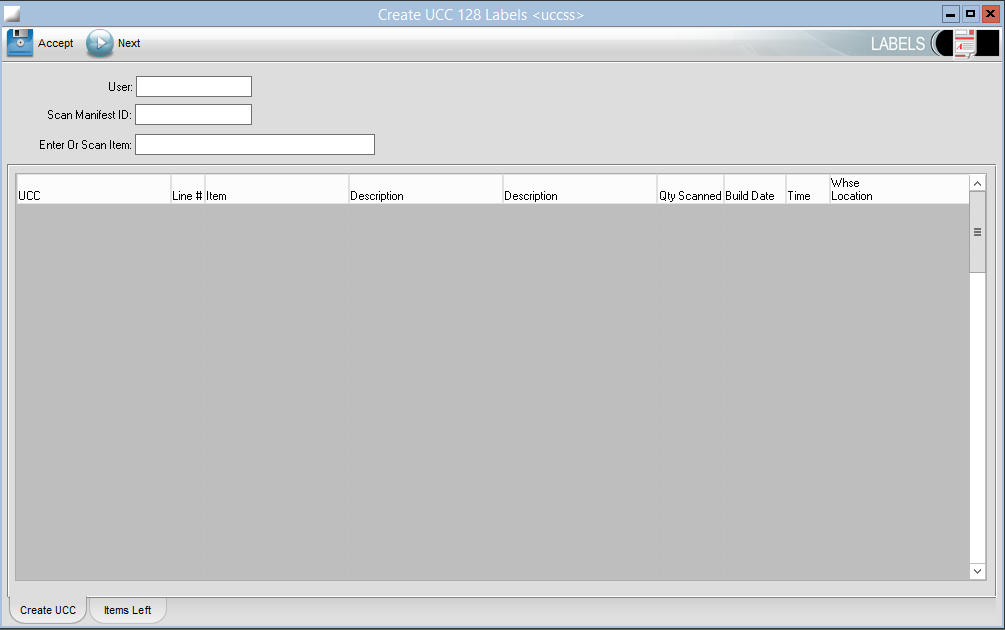 Create UCC 128 Labels <uccss>
Accept Next LABELS
User:
Scan Manifest ID:
Enter Or Scan Item:
UCC Line # Item Description Description Qty Scanned Build Date Time Whse Location
Create UCC Items Left